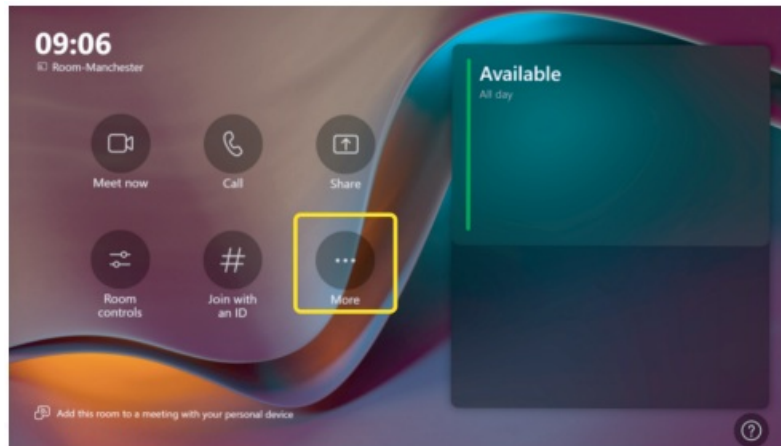 09:06
Room-Manchester
Available
All day
Meet now
Call
Share
Room
controls
Join with
an ID
More
Add this room to a meeting with your personal device